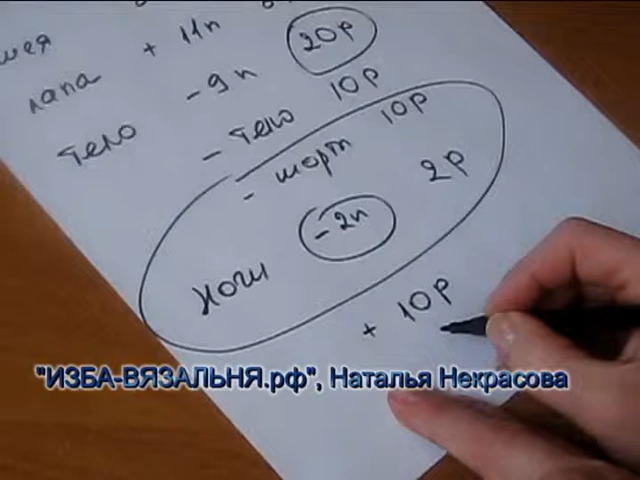 шея + 11п
лапа - 9п 20р
тело - тело 10р
- шорт 10р
ноги - 2п 2р
+ 10р
"ИЗБА-ВЯЗАЛЬНЯ.рф", Наталья Некрасова